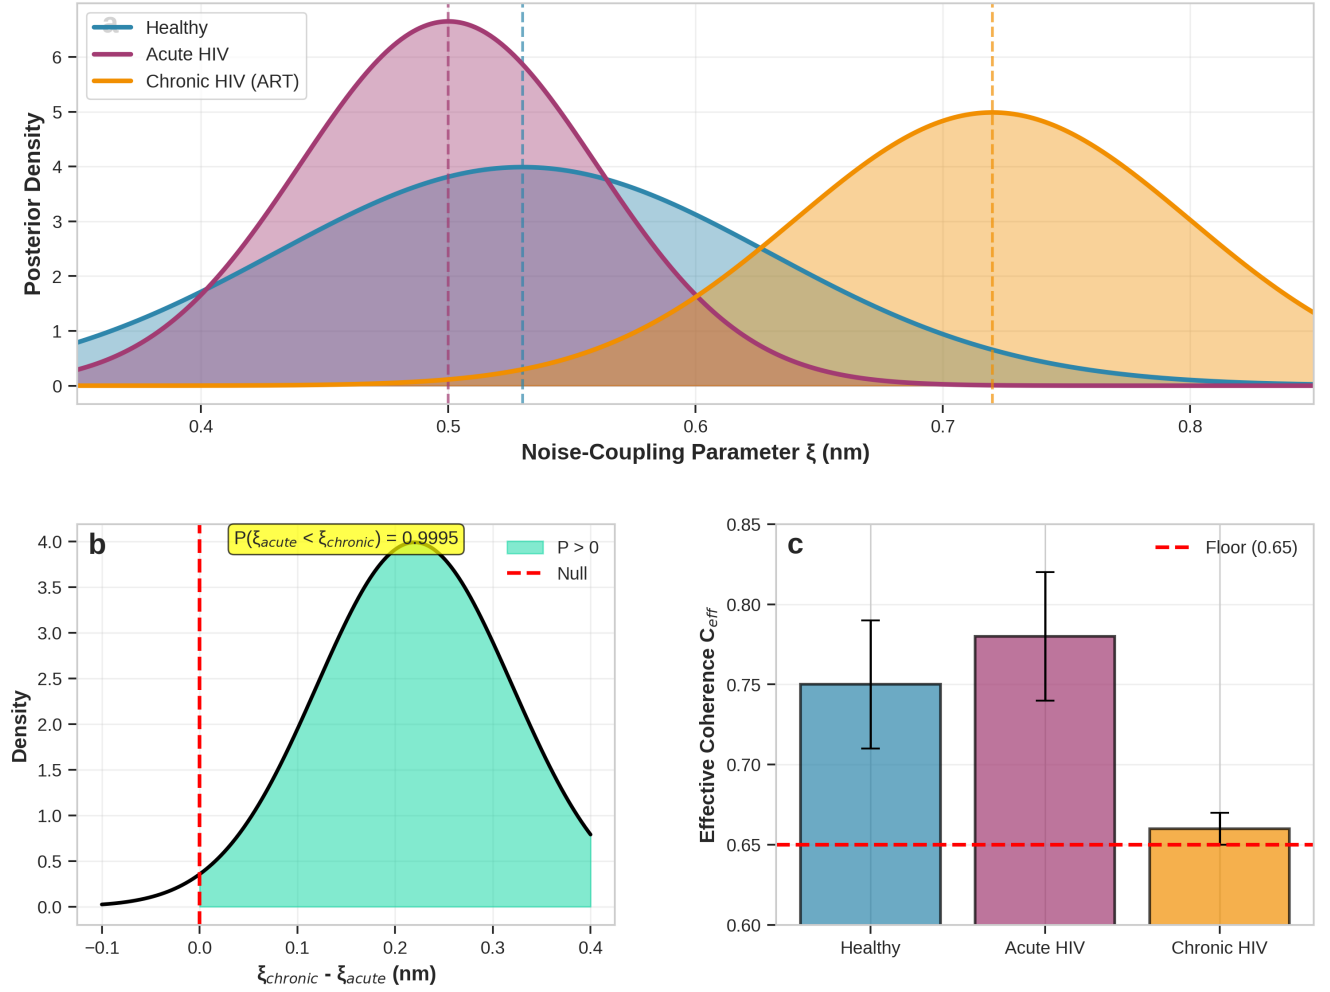 a
Healthy
Acute HIV
Chronic HIV (ART)
Posterior Density
6
5
4
3
2
1
0
0.4 0.5 0.6 0.7 0.8
Noise-Coupling Parameter ξ (nm)
b
P(ξacute < ξchronic) = 0.9995
P > 0
Null
Density
4.0
3.5
3.0
2.5
2.0
1.5
1.0
0.5
0.0
−0.1 0.0 0.1 0.2 0.3 0.4
ξchronic - ξacute (nm)
c
Floor (0.65)
Effective Coherence Ceff
0.85
0.80
0.75
0.70
0.65
0.60
Healthy Acute HIV Chronic HIV